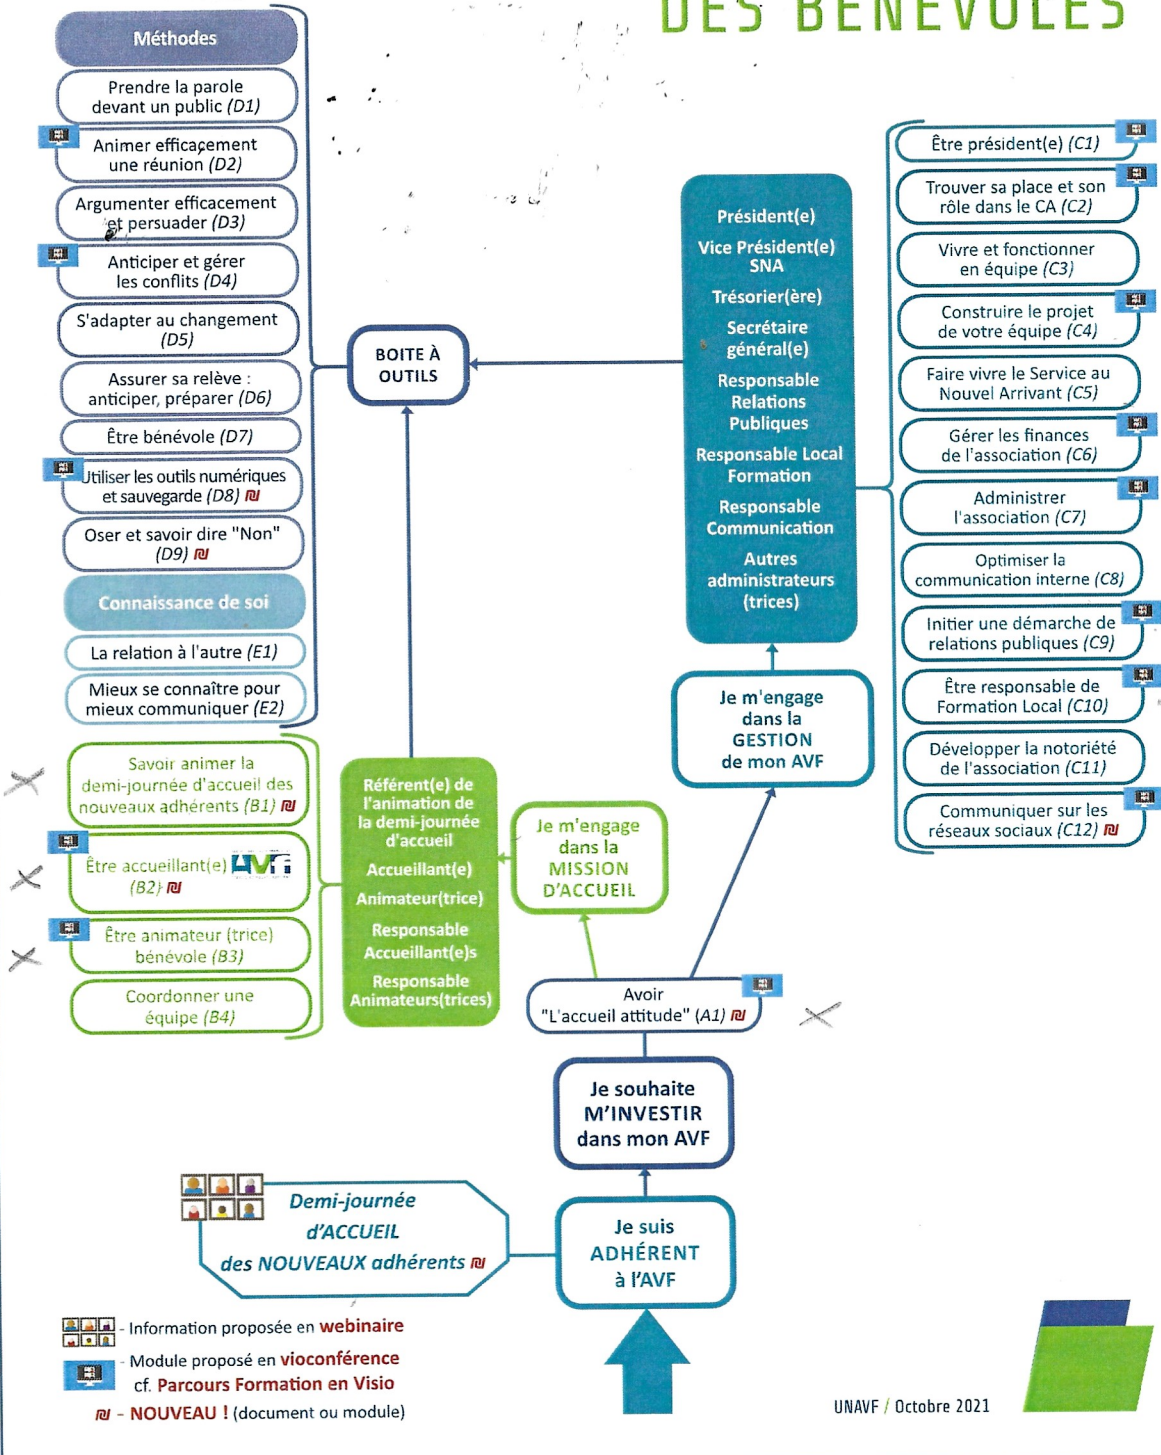 DES BÉNÉVOLES
Méthodes
Prendre la parole
devant un public (D1)
Animer efficacement
une réunion (D2)
Argumenter efficacement
et persuader (D3)
Anticiper et gérer
les conflits (D4)
S'adapter au changement
(D5)
Assurer sa relève :
anticiper, préparer (D6)
Être bénévole (D7)
Utiliser les outils numériques
et sauvegarde (D8)
Oser et savoir dire "Non"
(D9)
Connaissance de soi
La relation à l'autre (E1)
Mieux se connaître pour
mieux communiquer (E2)
BOITE À
OUTILS
Président(e)
Vice Président(e)
SNA
Trésorier(ère)
Secrétaire
général(e)
Responsable
Relations
Publiques
Responsable Local
Formation
Responsable
Communication
Autres
administrateurs
(trices)
Être président(e) (C1)
Trouver sa place et son
rôle dans le CA (C2)
Vivre et fonctionner
en équipe (C3)
Construire le projet
de votre équipe (C4)
Faire vivre le Service au
Nouvel Arrivant (C5)
Gérer les finances
de l'association (C6)
Administrer
l'association (C7)
Optimiser la
communication interne (C8)
Initier une démarche de
relations publiques (C9)
Être responsable de
Formation Local (C10)
Développer la notoriété
de l'association (C11)
Communiquer sur les
réseaux sociaux (C12)
Je m'engage
dans la
GESTION
de mon AVF
Savoir animer la
demi-journée d'accueil des
nouveaux adhérents (B1)
Être accueillant(e) AVF
(B2)
Être animateur (trice)
bénévole (B3)
Coordonner une
équipe (B4)
Référent(e) de
l'animation de
la demi-journée
d'accueil
Accueillant(e)
Animateur(trice)
Responsable
Accueillant(e)s
Responsable
Animateurs(trices)
Je m'engage
dans la
MISSION
D'ACCUEIL
Avoir
"L'accueil attitude" (A1)
Je souhaite
M'INVESTIR
dans mon AVF
Demi-journée
d'ACCUEIL
des NOUVEAUX adhérents
Je suis
ADHÉRENT
à l'AVF
- Information proposée en webinaire
- Module proposé en vioconférence
cf. Parcours Formation en Visio
- NOUVEAU ! (document ou module)
UNAVF / Octobre 2021